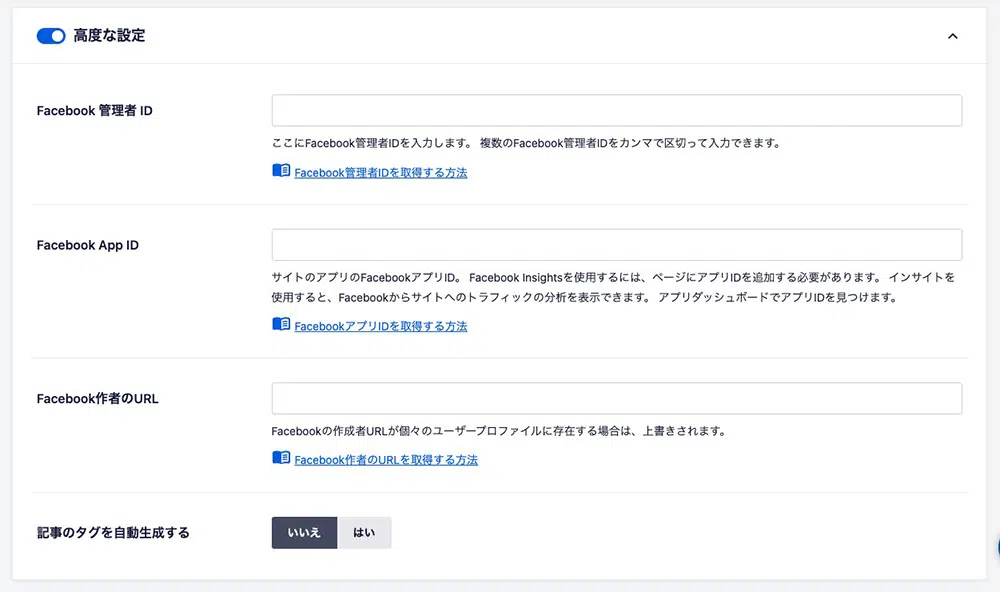 高度な設定
Facebook 管理者 ID
ここにFacebook管理者IDを入力します。 複数のFacebook管理者IDをカンマで区切って入力できます。
Facebook管理者IDを取得する方法
Facebook App ID
サイトのアプリのFacebookアプリID。 Facebook Insightsを使用するには、ページにアプリIDを追加する必要があります。 インサイトを
使用すると、Facebookからサイトへのトラフィックの分析を表示できます。 アプリダッシュボードでアプリIDを見つけます。
FacebookアプリIDを取得する方法
Facebook作者のURL
Facebookの作成者URLが個々のユーザープロファイルに存在する場合は、上書きされます。
Facebook作者のURLを取得する方法
記事のタグを自動生成する
いいえ はい